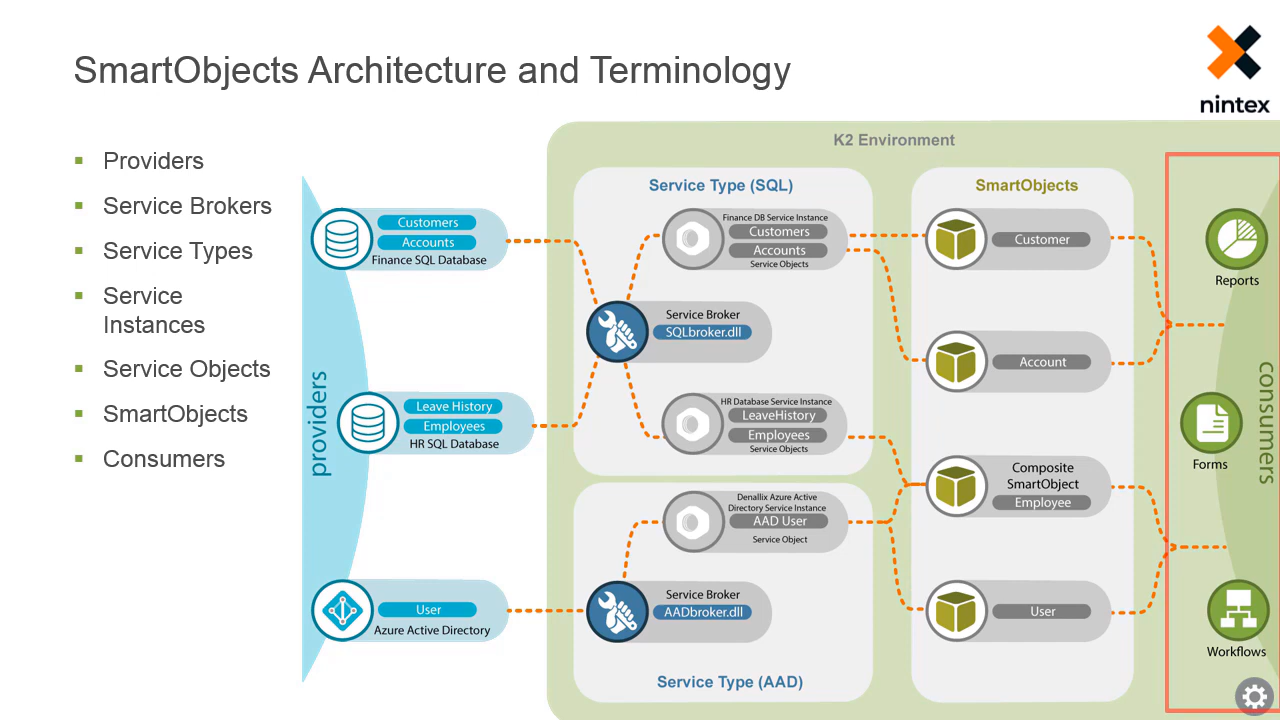 SmartObjects Architecture and Terminology
nintex
Providers
Service Brokers
Service Types
Service
Instances
Service Objects
SmartObjects
Consumers
K2 Environment
providers
Customers
Accounts
Finance SQL Database
Leave History
Employees
HR SQL Database
User
Azure Active Directory
Service Type (SQL)
Finance DB Service Instance
Customers
Accounts
Service Objects
Service Broker
SQLbroker.dll
HR Database Service Instance
LeaveHistory
Employees
Service Objects
Denallix Azure Active
Directory Service Instance
AAD User
Service Object
Service Broker
AADbroker.dll
Service Type (AAD)
SmartObjects
Customer
Account
Composite
SmartObject
Employee
User
Reports
Forms
Workflows
consumers